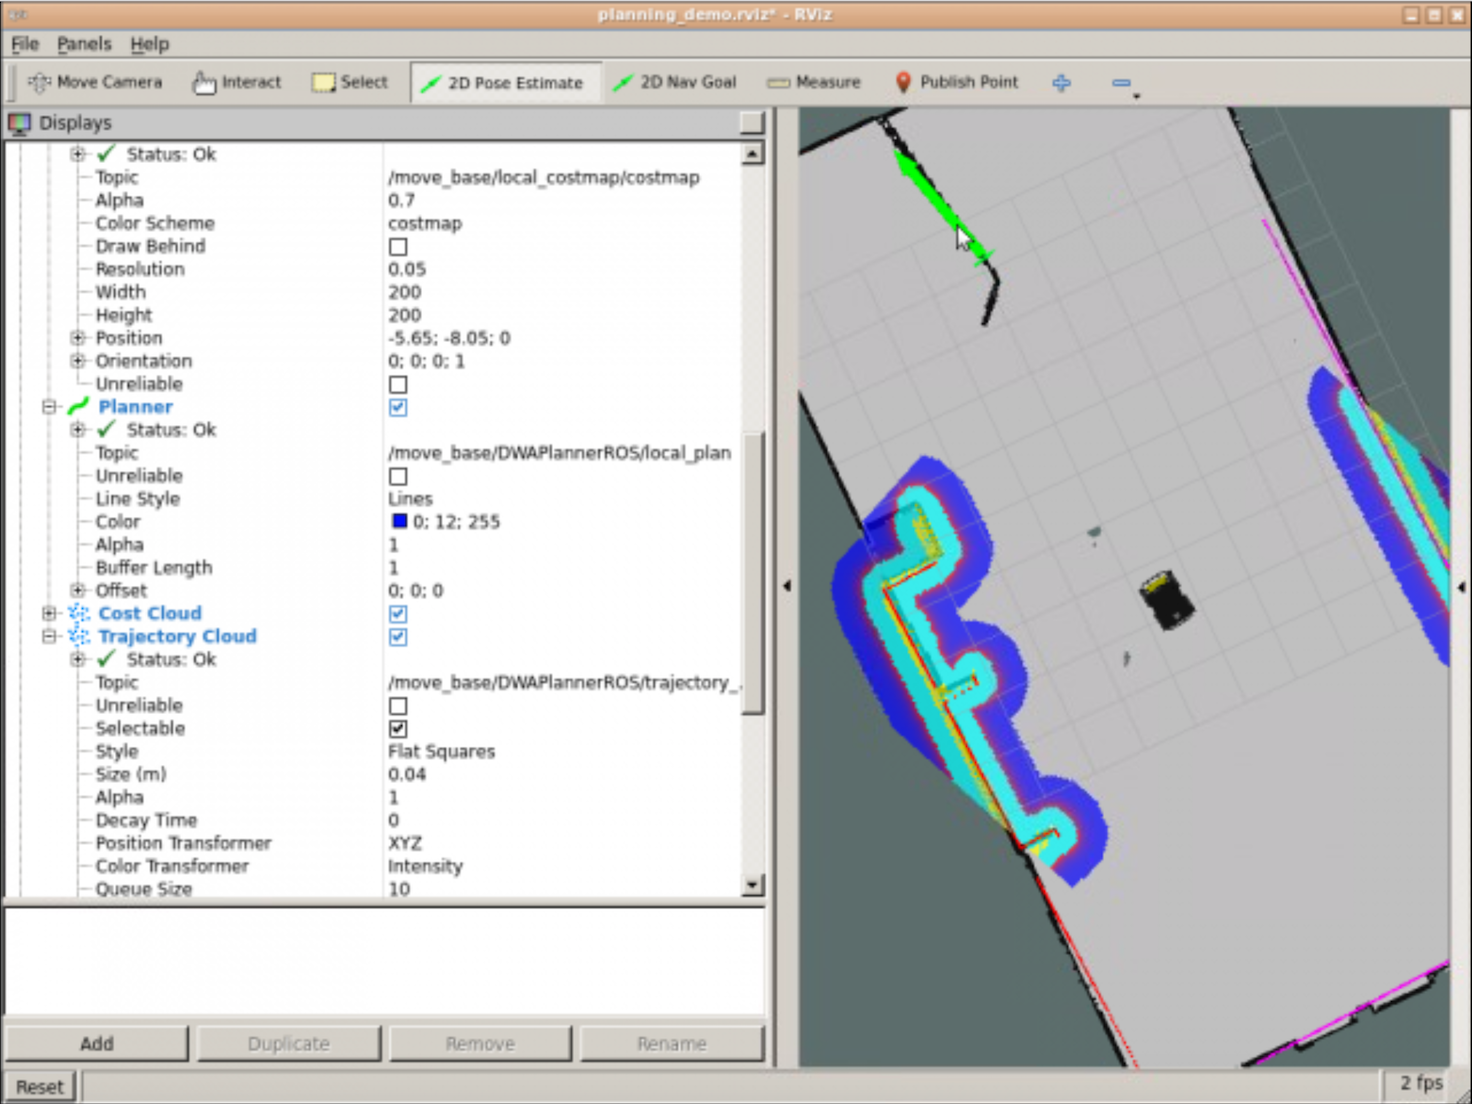 planning_demo.rviz* - RViz
File Panels Help
Move Camera Interact Select 2D Pose Estimate 2D Nav Goal Measure Publish Point
Displays
Status: Ok
Topic /move_base/local_costmap/costmap
Alpha 0.7
Color Scheme costmap
Draw Behind
Resolution 0.05
Width 200
Height 200
Position -5.65; -8.05; 0
Orientation 0; 0; 0; 1
Unreliable
Planner
Status: Ok
Topic /move_base/DWAPlannerROS/local_plan
Unreliable
Line Style Lines
Color 0; 12; 255
Alpha 1
Buffer Length 1
Offset 0; 0; 0
Cost Cloud
Trajectory Cloud
Status: Ok
Topic /move_base/DWAPlannerROS/trajectory_.
Unreliable
Selectable
Style Flat Squares
Size (m) 0.04
Alpha 1
Decay Time 0
Position Transformer XYZ
Color Transformer Intensity
Queue Size 10
Add Duplicate Remove Rename
Reset 2 fps